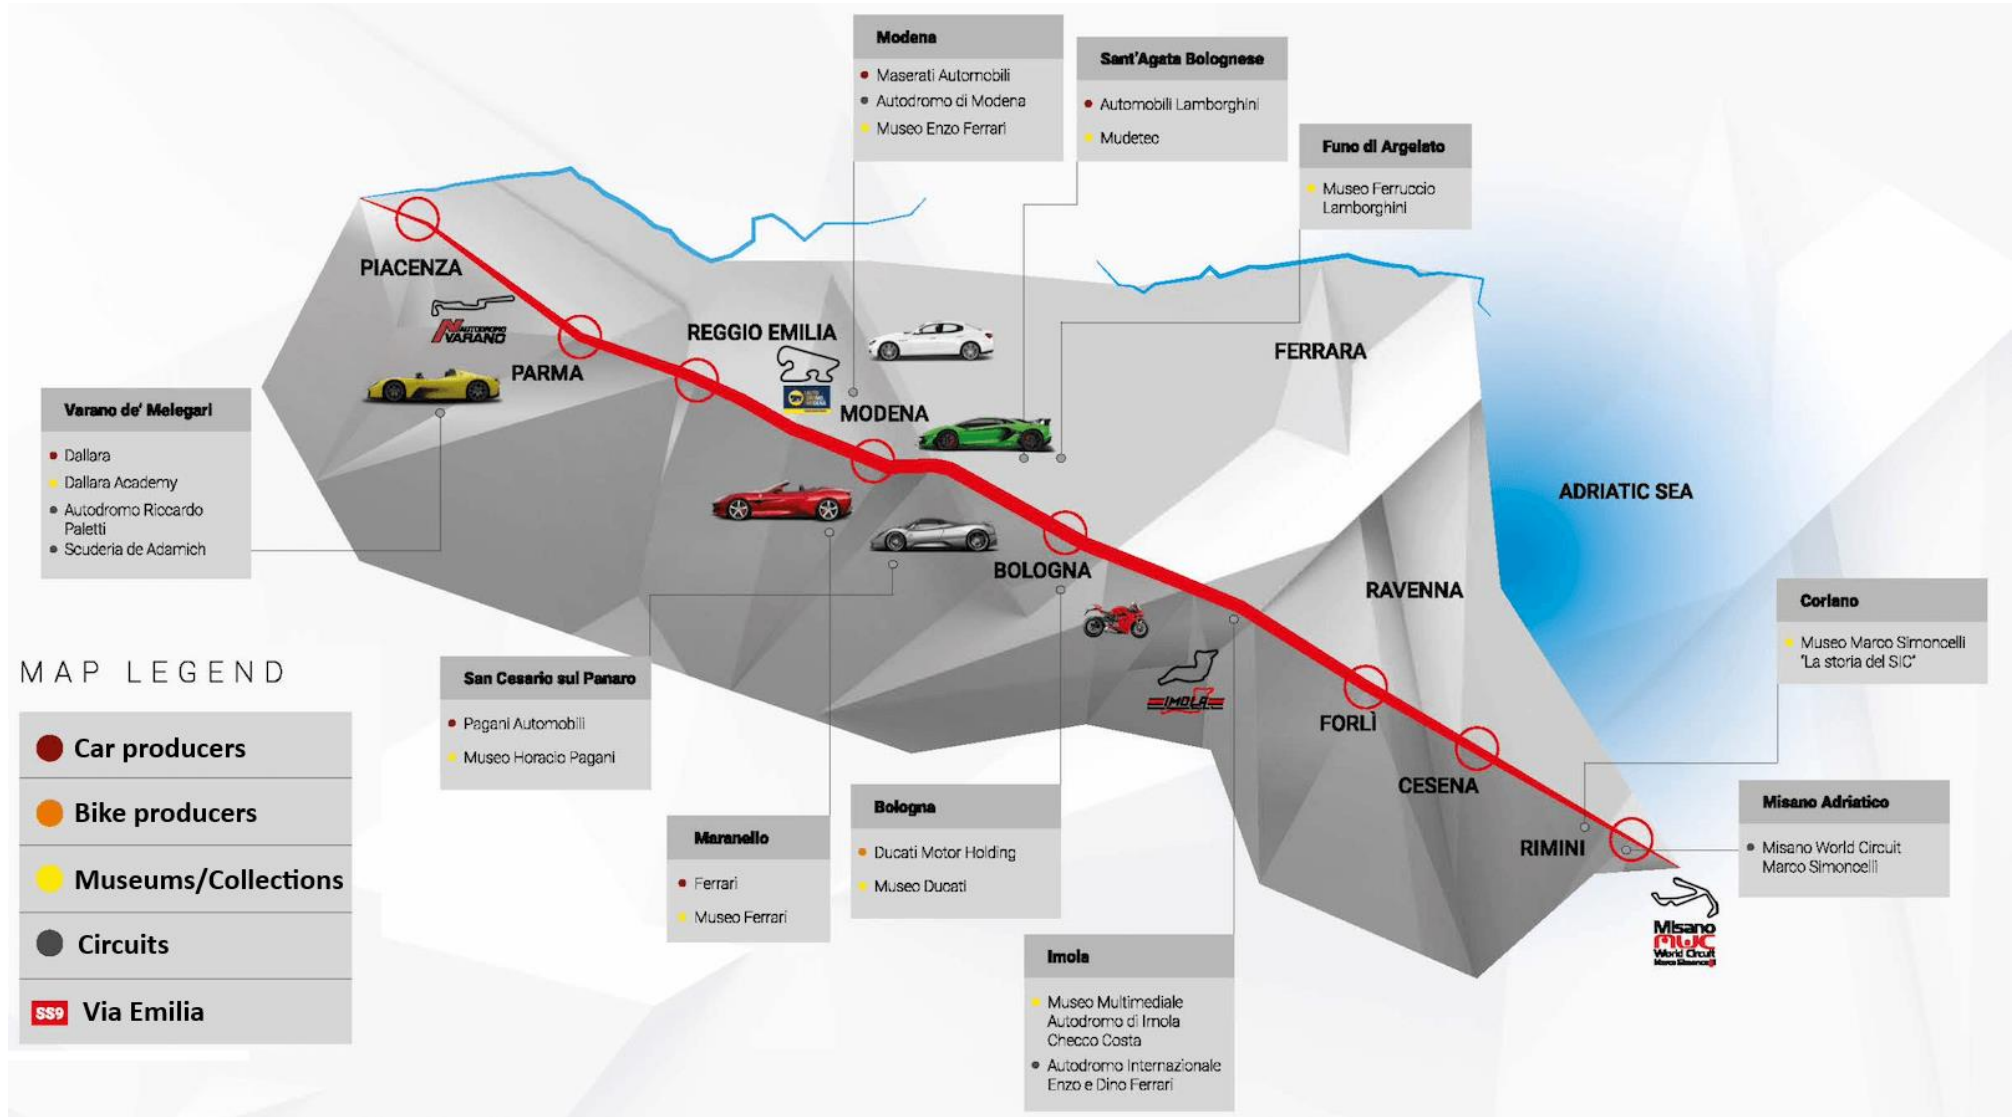 Modena
Maserati Automobili
Autodromo di Modena
Museo Enzo Ferrari
Sant'Agata Bolognese
Automobili Lamborghini
Mudetec
Funo di Argelato
Museo Ferruccio
Lamborghini
PIACENZA
AUTODROMO
VARANO
PARMA
REGGIO EMILIA
MODENA
FERRARA
ADRIATIC SEA
BOLOGNA
RAVENNA
IMOLA
FORLÌ
CESENA
RIMINI
Varano de' Melegari
Dallara
Dallara Academy
Autodromo Riccardo
Paletti
Scuderia de Adamich
San Cesario sul Panaro
Pagani Automobili
Museo Horacio Pagani
Maranello
Ferrari
Museo Ferrari
Bologna
Ducati Motor Holding
Museo Ducati
Imola
Museo Multimediale
Autodromo di Imola
Checco Costa
Autodromo Internazionale
Enzo e Dino Ferrari
Coriano
Museo Marco Simoncelli
"La storia del SIC"
Misano Adriatico
Misano World Circuit
Marco Simoncelli
Misano
MWC
World Circuit
Marco Simoncelli
MAP LEGEND
Car producers
Bike producers
Museums/Collections
Circuits
SS9 Via Emilia